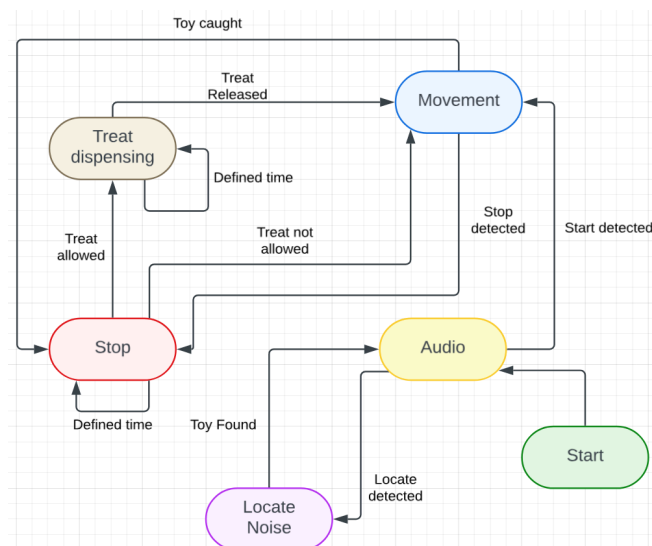 Toy caught
Treat
Released
Movement
Treat
dispensing
Defined time
Treat
allowed
Treat not
allowed
Stop
detected
Start detected
Stop
Audio
Defined time
Toy Found
Start
Locate
detected
Locate
Noise